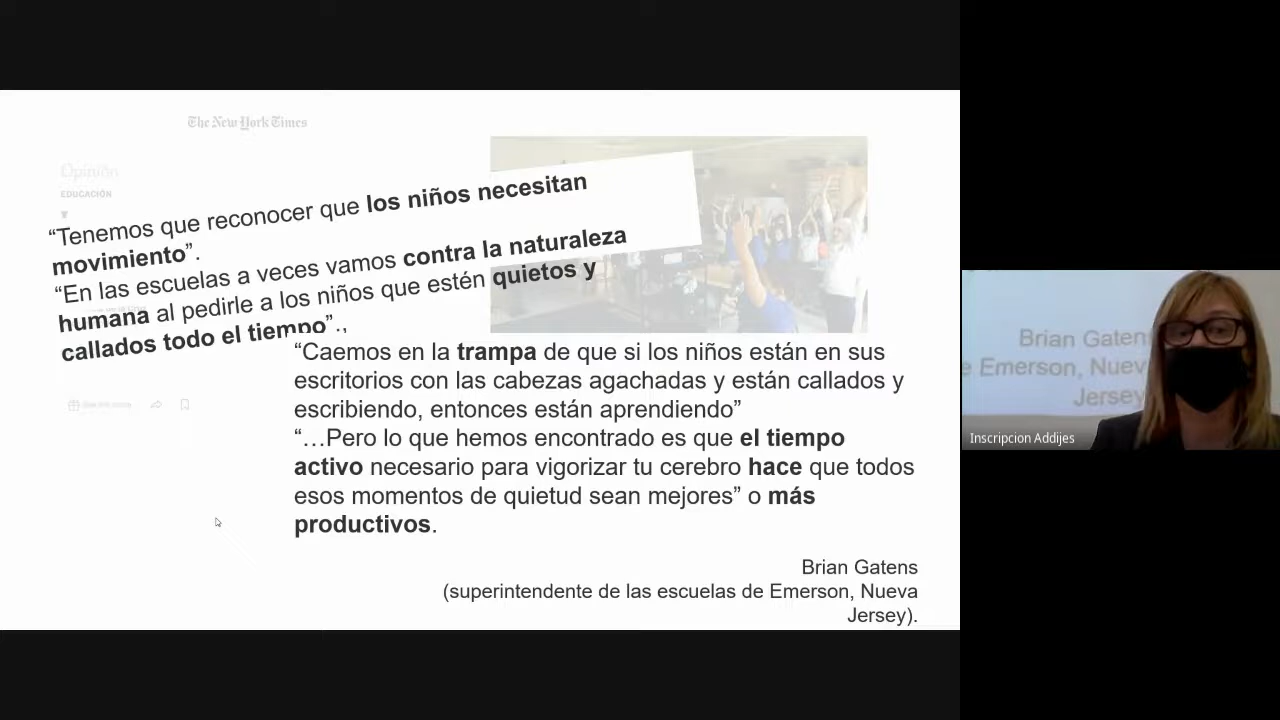 The New York Times
Opinión
EDUCACIÓN
“Tenemos que reconocer que los niños necesitan
movimiento”.
“En las escuelas a veces vamos contra la naturaleza
humana al pedirle a los niños que estén quietos y
callados todo el tiempo”.,
“Caemos en la trampa de que si los niños están en sus
escritorios con las cabezas agachadas y están callados y
escribiendo, entonces están aprendiendo”
“…Pero lo que hemos encontrado es que el tiempo
activo necesario para vigorizar tu cerebro hace que todos
esos momentos de quietud sean mejores” o más
productivos.
Brian Gatens
(superintendente de las escuelas de Emerson, Nueva
Jersey).
Brian Gaten
e Emerson, Nuev
Jersey
Inscripcion Addijes